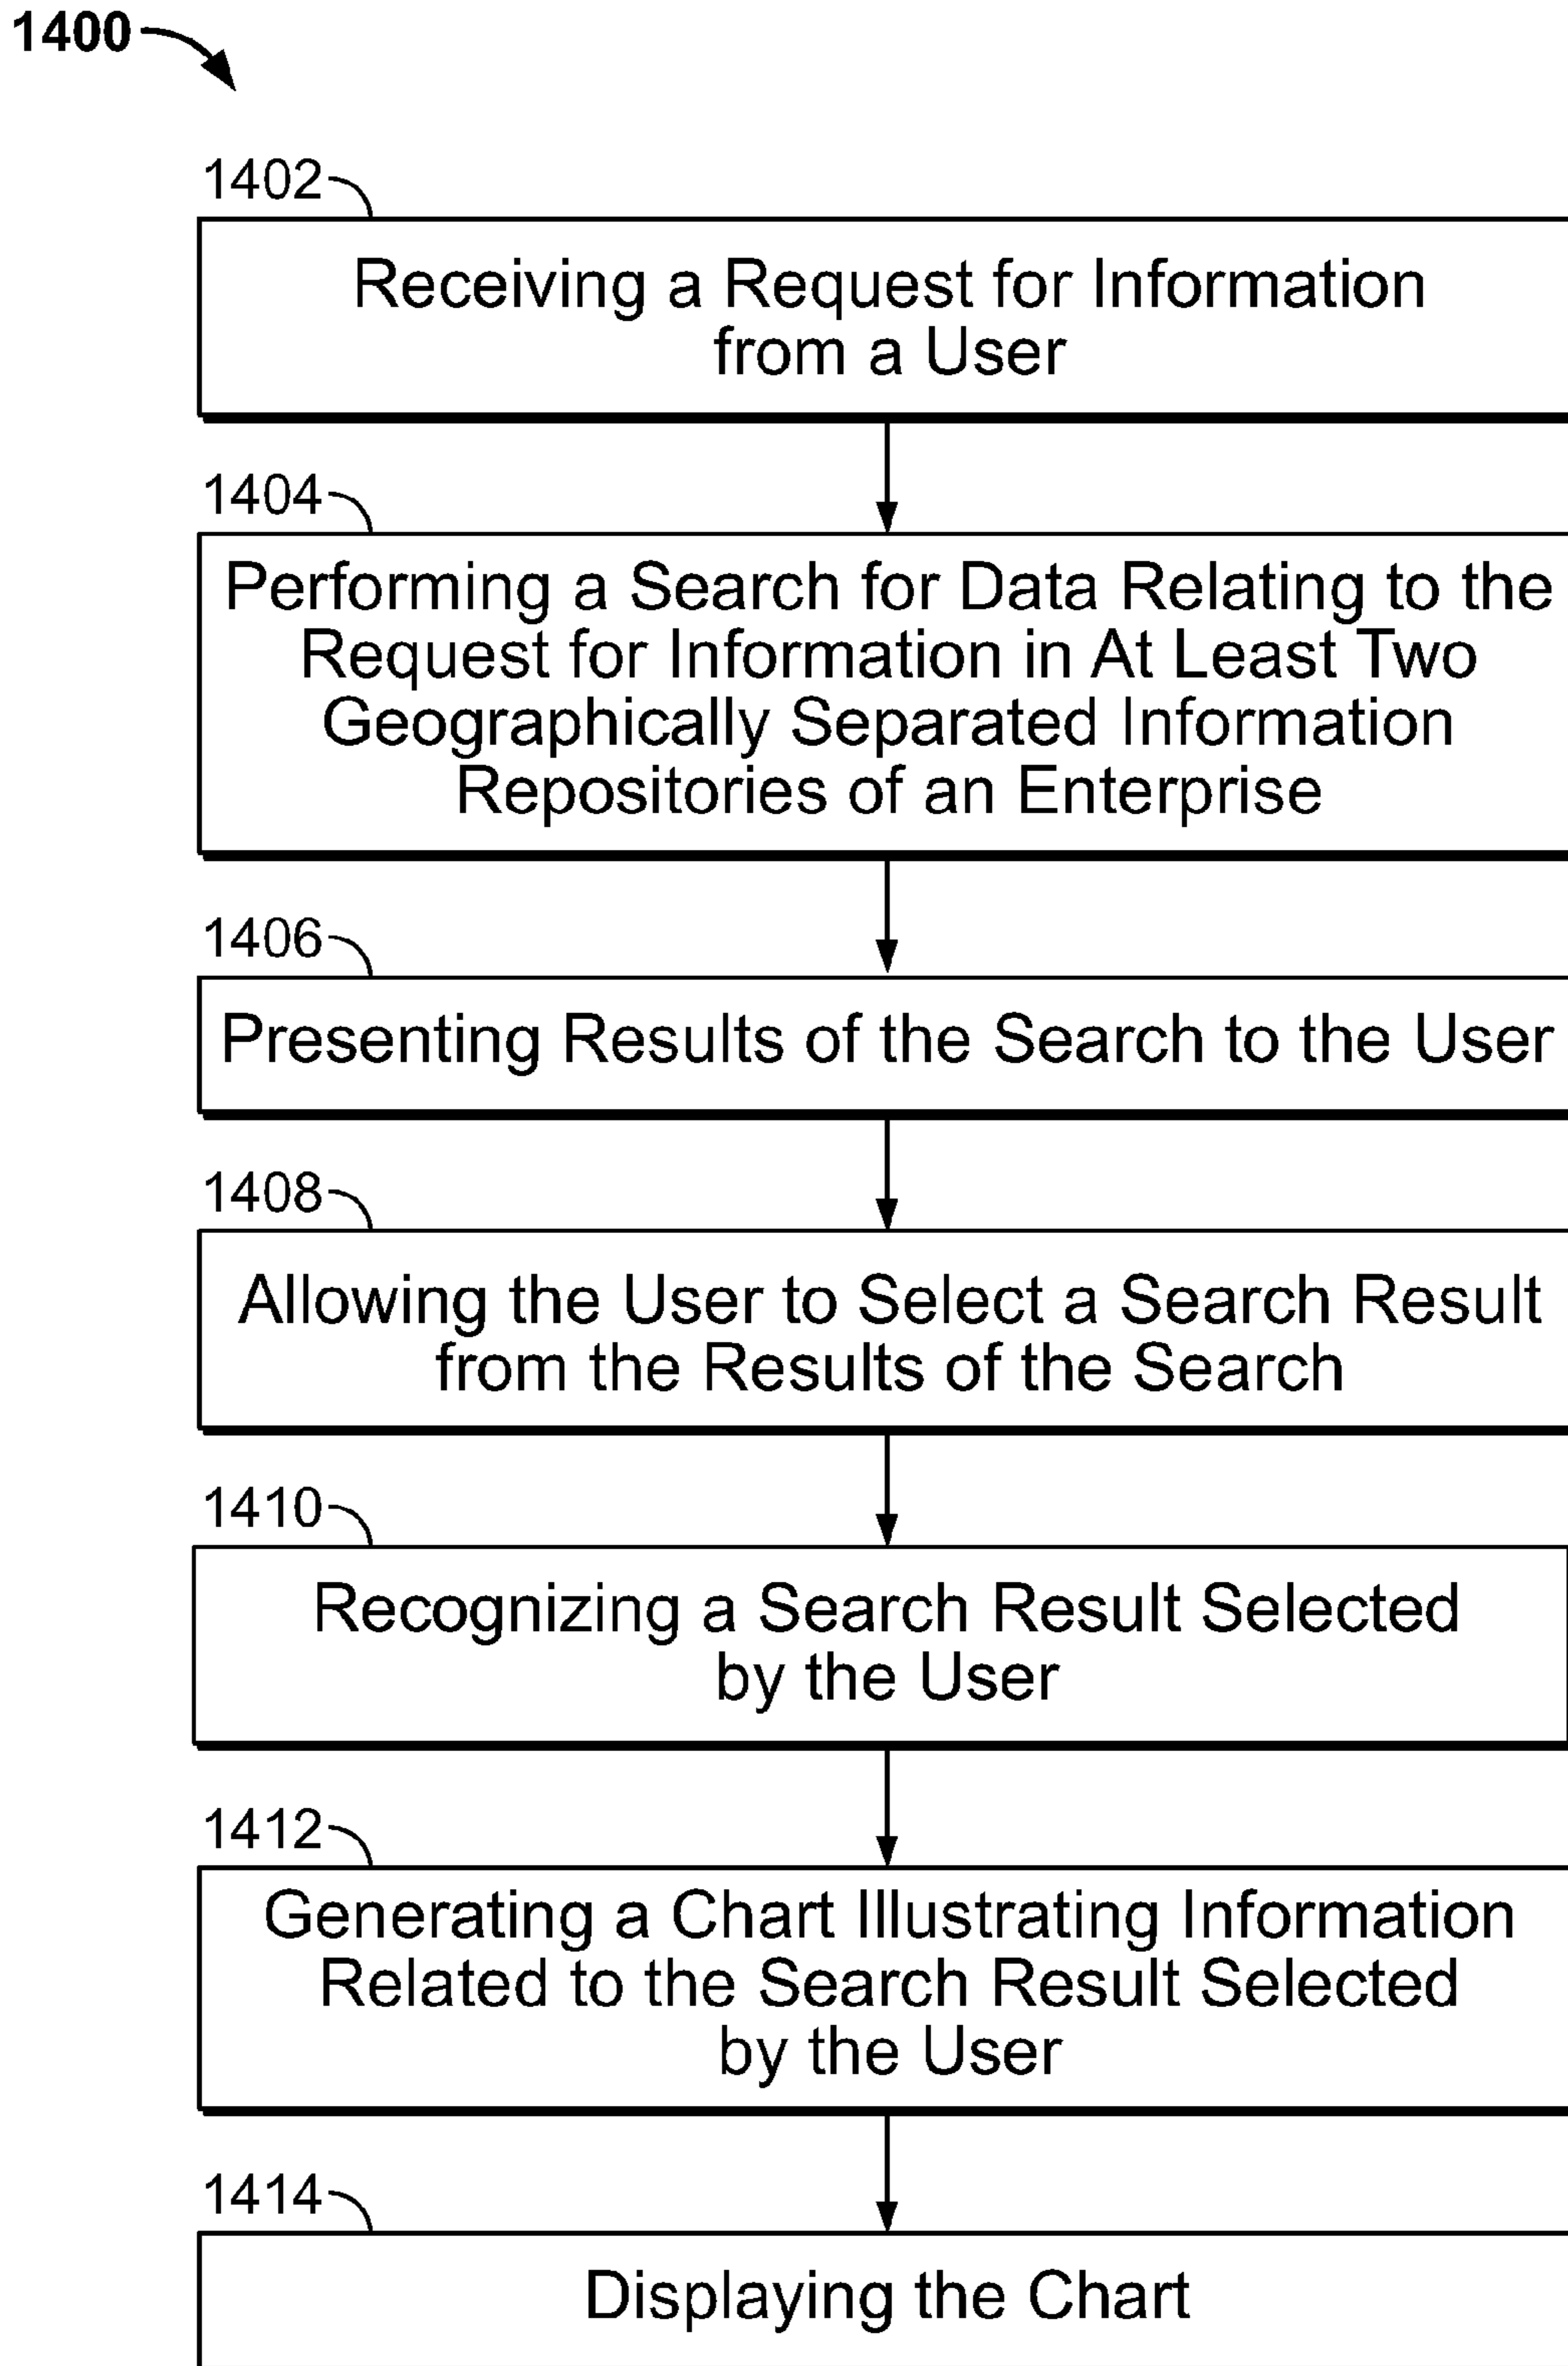 1400
1402
Receiving a Request for Information
from a User
1404
Performing a Search for Data Relating to the
Request for Information in At Least Two
Geographically Separated Information
Repositories of an Enterprise
1406
Presenting Results of the Search to the User
1408
Allowing the User to Select a Search Result
from the Results of the Search
1410
Recognizing a Search Result Selected
by the User
1412
Generating a Chart Illustrating Information
Related to the Search Result Selected
by the User
1414
Displaying the Chart